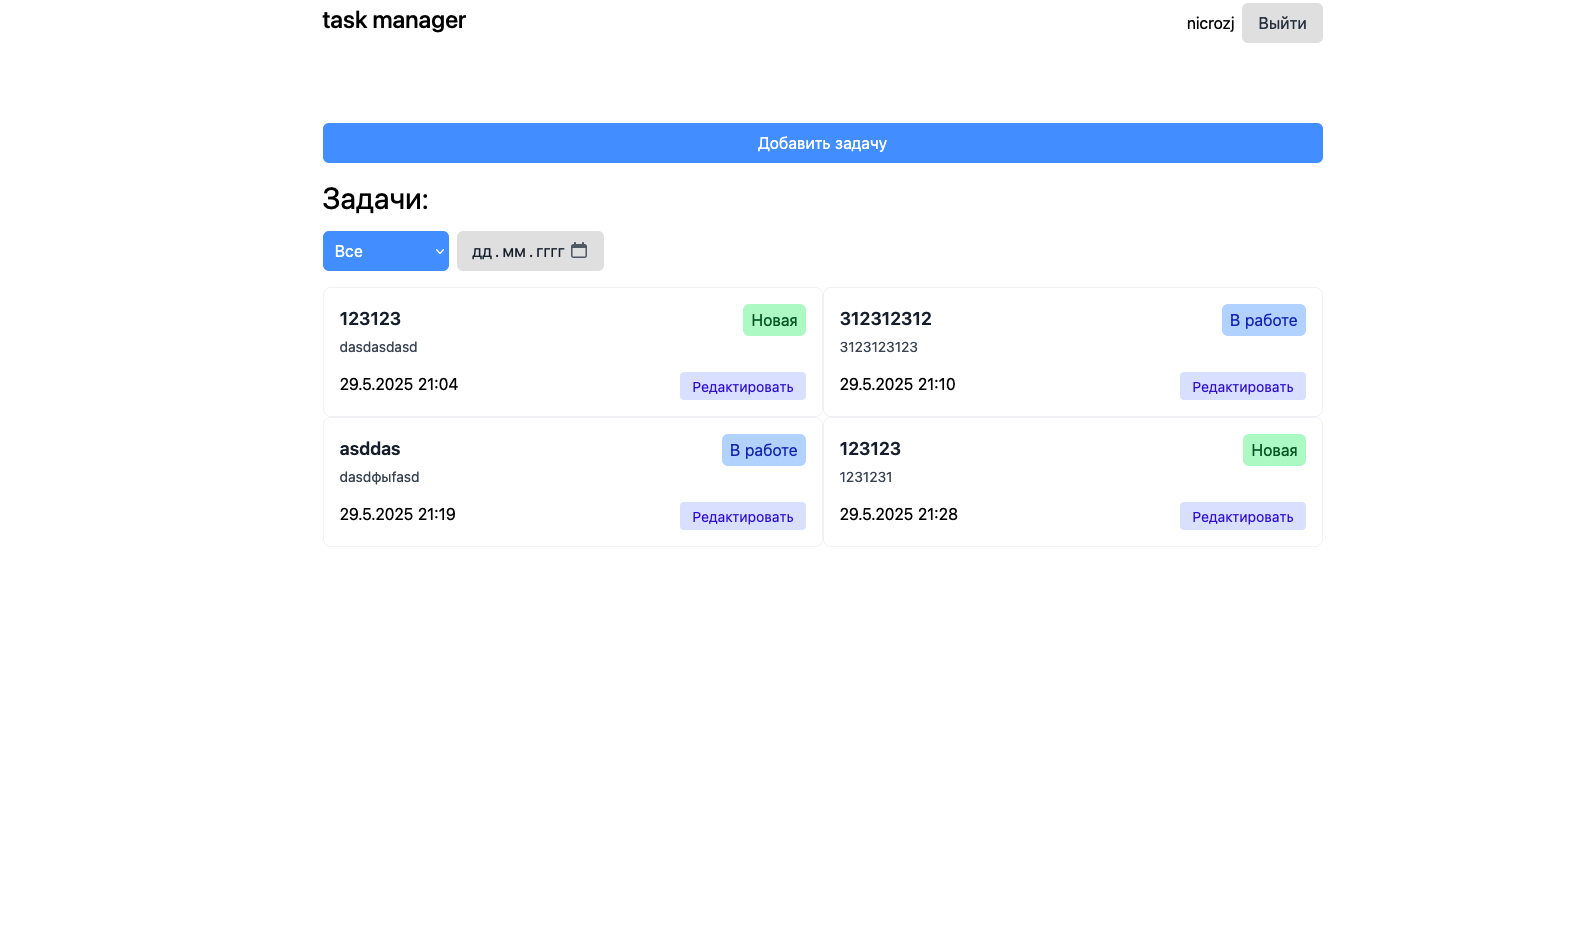 task manager
nicrozj Выйти
Добавить задачу
Задачи:
Все дд.мм.гггг
123123 Новая
dasdasdasd
29.5.2025 21:04 Редактировать
312312312 В работе
3123123123
29.5.2025 21:10 Редактировать
asddas В работе
dasdфыfasd
29.5.2025 21:19 Редактировать
123123 Новая
1231231
29.5.2025 21:28 Редактировать